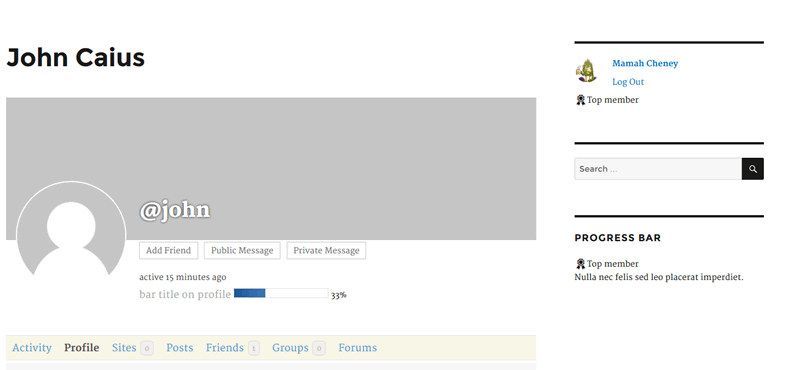 John Caius
@john
Add Friend Public Message Private Message
active 15 minutes ago
bar title on profile 33%
Activity Profile Sites 0 Posts Friends 1 Groups 0 Forums
Mamah Cheney
Log Out
Top member
Search ...
PROGRESS BAR
Top member
Nulla nec felis sed leo placerat imperdiet.